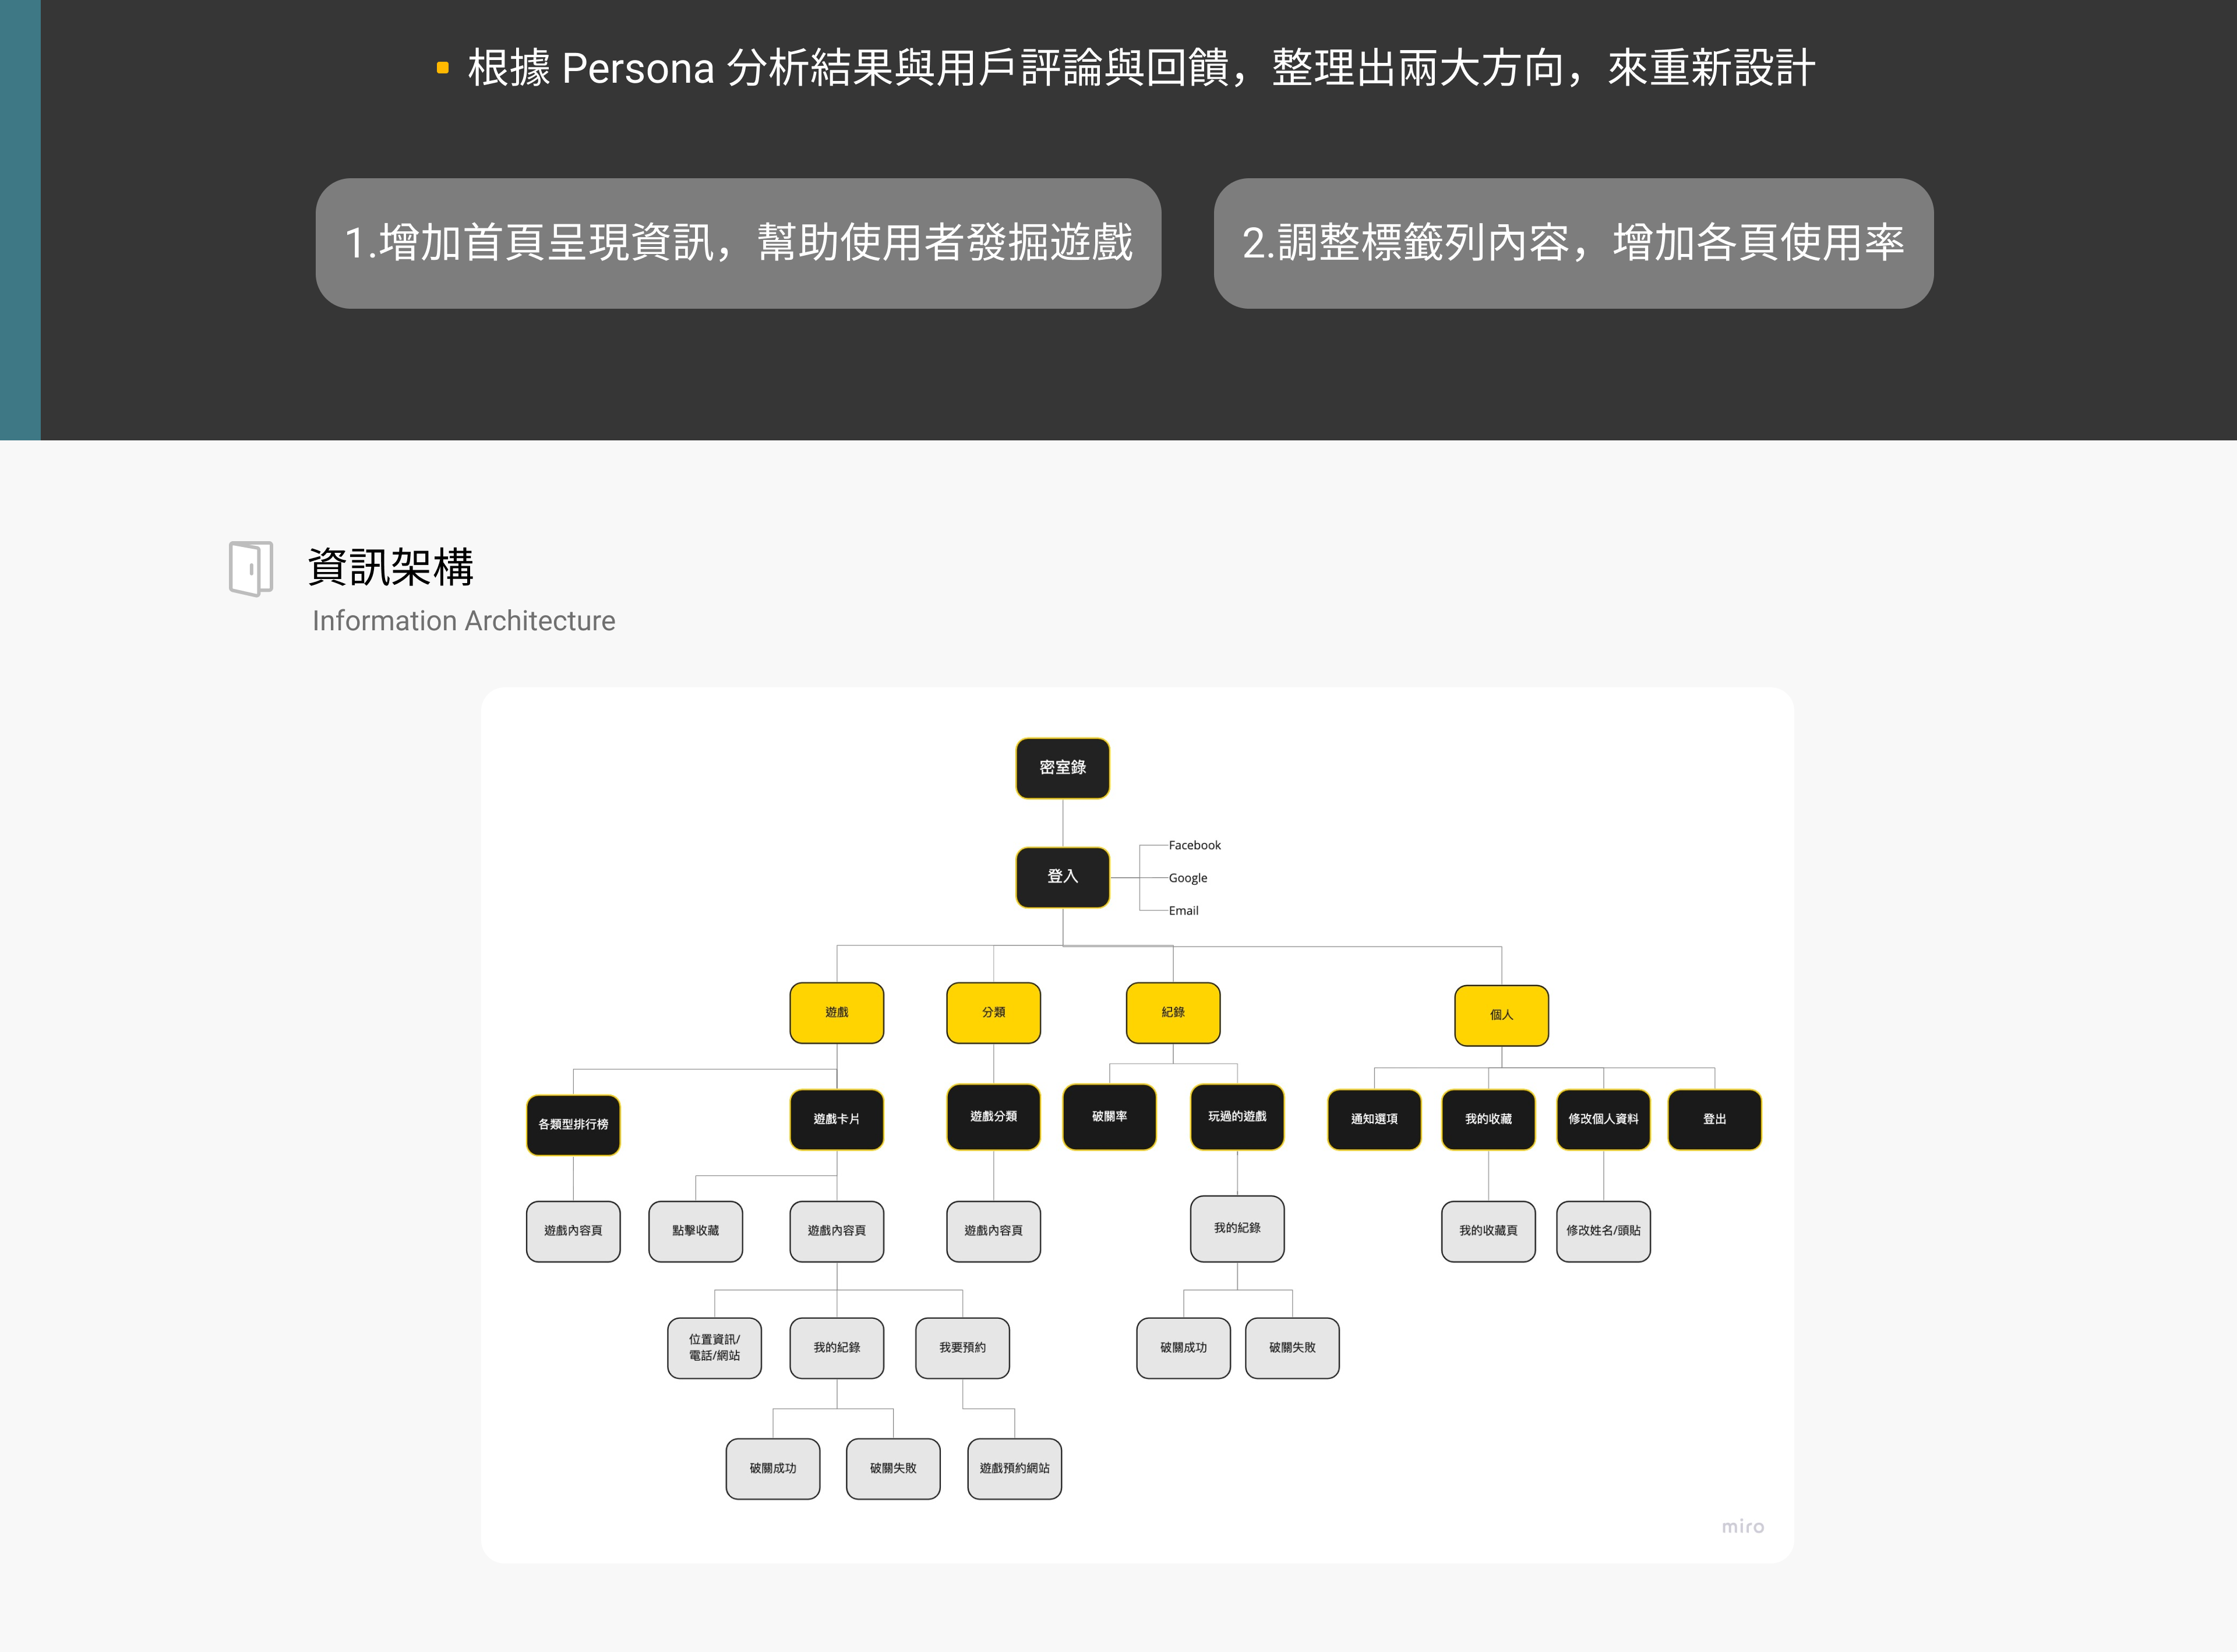 根據 Persona 分析結果與用戶評論與回饋，整理出兩大方向，來重新設計
1.增加首頁呈現資訊，幫助使用者發掘遊戲
2.調整標籤列內容，增加各頁使用率
資訊架構
Information Architecture
密室錄
登入
Facebook
Google
Email
遊戲
分類
紀錄
個人
各類型排行榜
遊戲卡片
遊戲分類
破關率
玩過的遊戲
通知選項
我的收藏
修改個人資料
登出
遊戲內容頁
點擊收藏
遊戲內容頁
遊戲內容頁
我的紀錄
我的收藏頁
修改姓名/頭貼
位置資訊/
電話/網站
我的紀錄
我要預約
破關成功
破關失敗
破關成功
破關失敗
遊戲預約網站
miro